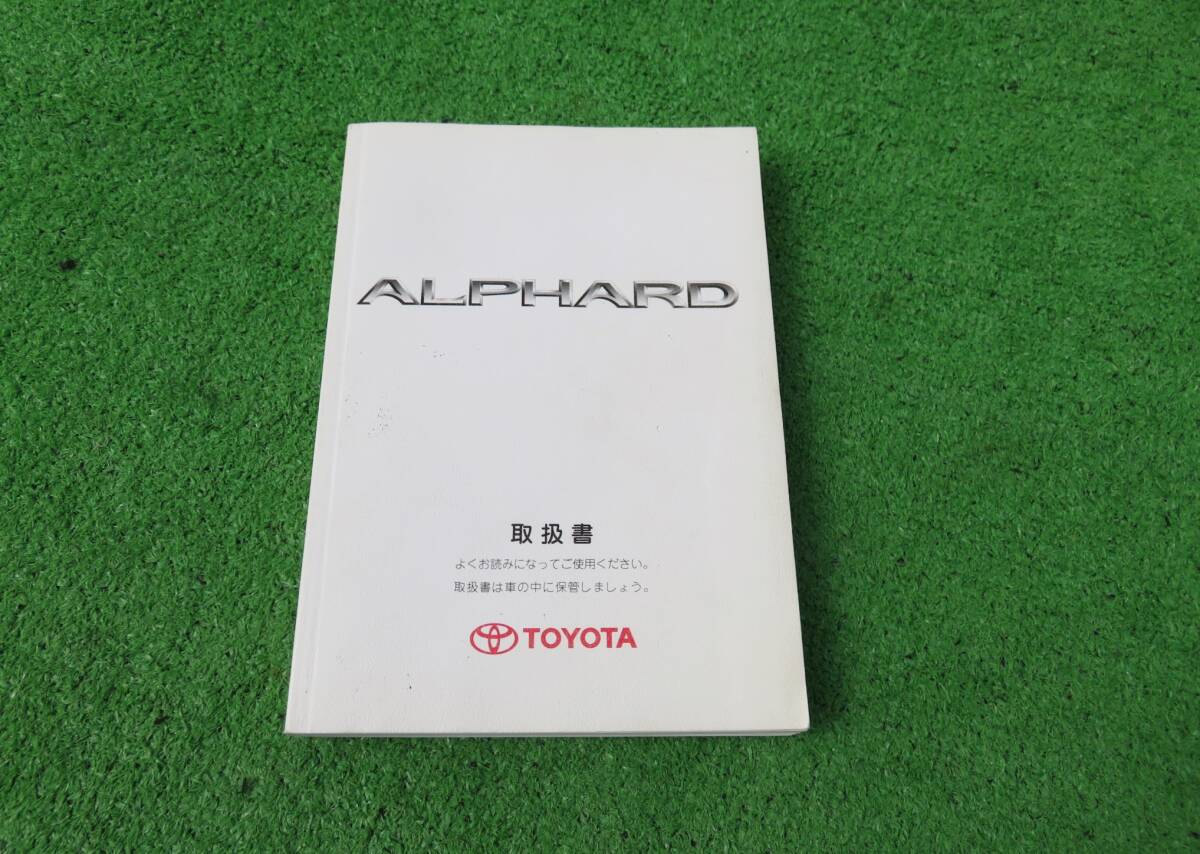 ALPHARD
取扱書
よくお読みになってご使用ください。
取扱書は車の中に保管しましょう。
TOYOTA